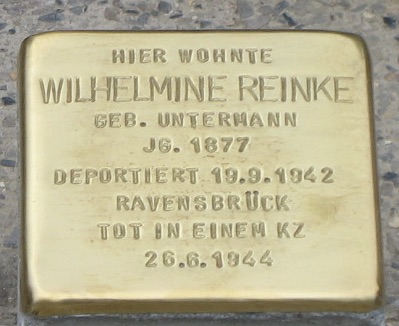 HIER WOHNTE
WILHELMINE REINKE
GEB. UNTERMANN
JG. 1877
DEPORTIERT 19.9.1942
RAVENSBRÜCK
TOT IN EINEM KZ
26.6.1944